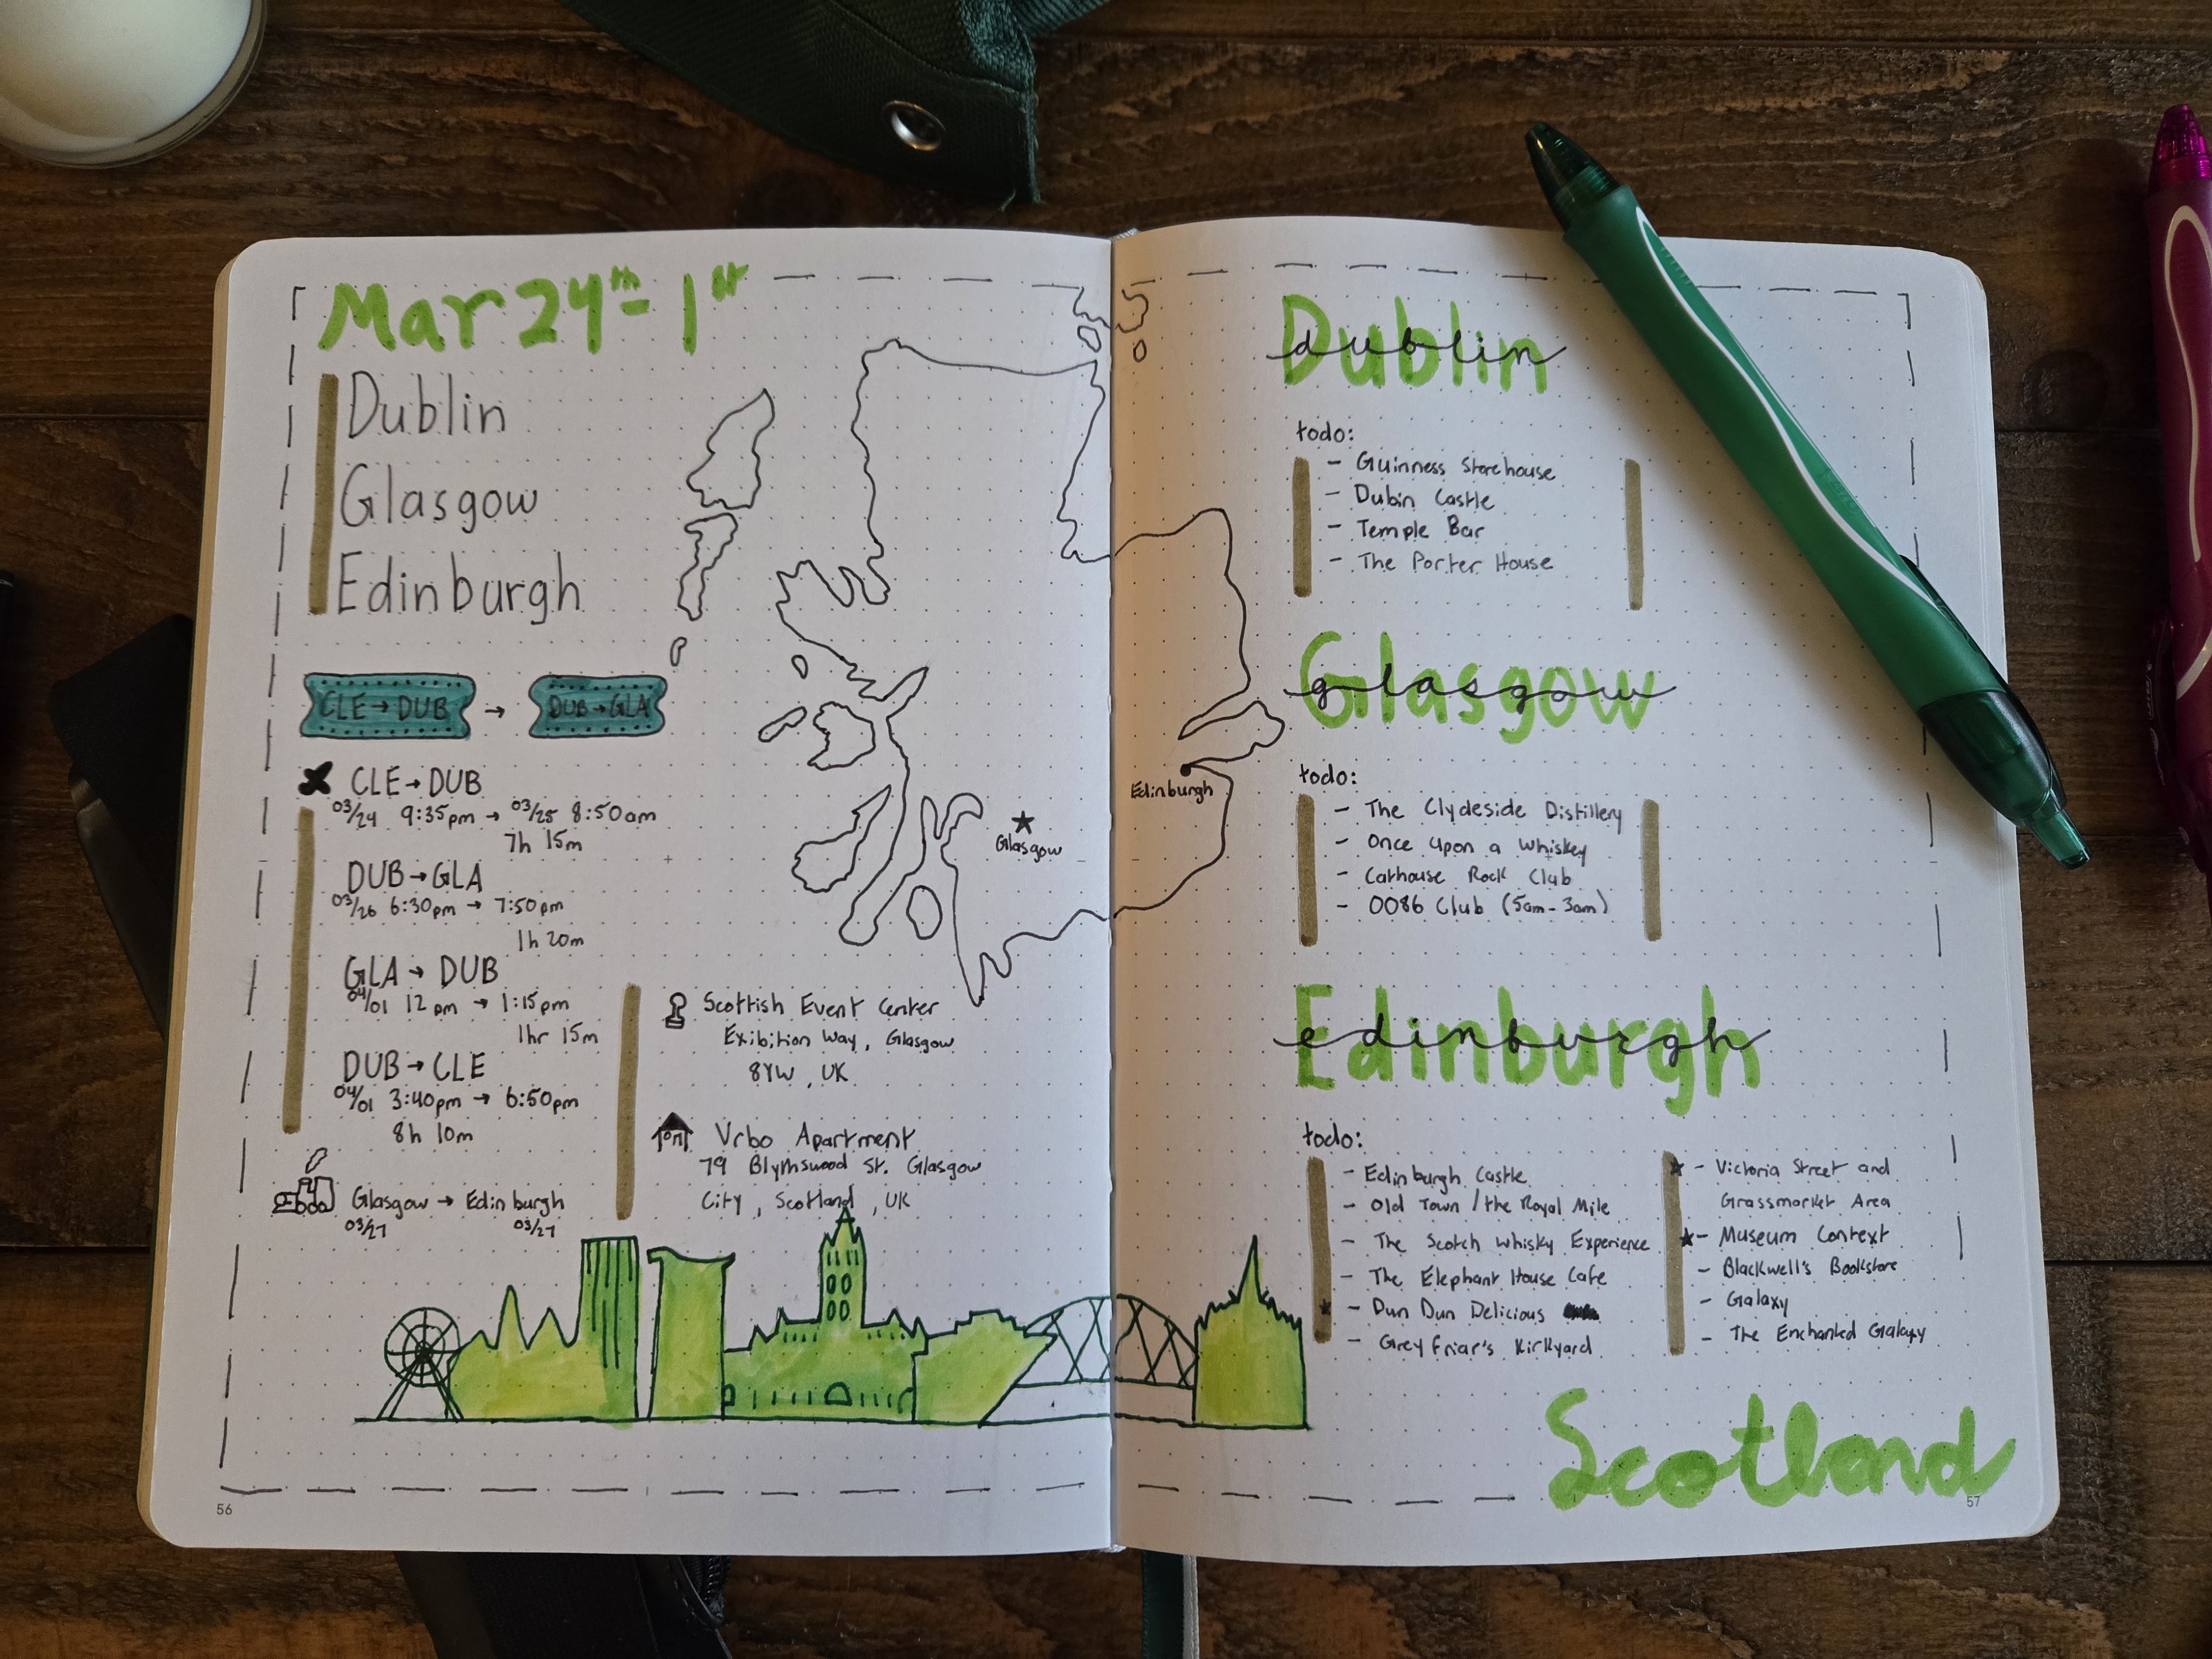 Mar 24th - 1st
Dublin
Glasgow
Edinburgh
CLE → DUB → DUB → GLA
CLE → DUB
03/24 9:35pm → 03/25 8:50am
7h 15m
DUB → GLA
03/26 6:30pm → 7:50pm
1h 20m
GLA → DUB
04/01 12 pm → 1:15pm
1hr 15m
DUB → CLE
04/01 3:40pm → 6:50pm
8h 10m
Glasgow → Edinburgh
03/27 03/27
Scottish Event Center
Exibition Way, Glasgow
8YW, UK
Vrbo Apartment
79 Blythswood St. Glasgow
City, Scotland, UK
Glasgow
Edinburgh
56
Dublin
dublin
todo:
- Guinness Storehouse
- Dubin Castle
- Temple Bar
- The Porter House
Glasgow
glasgow
todo:
- The Clydeside Distillery
- Once Upon a Whiskey
- Cathouse Rock Club
- 0086 Club (5am - 3am)
Edinburgh
edinburgh
todo:
- Edinburgh Castle
- Old Town / the Royal Mile
- The Scotch Whisky Experience
- The Elephant House Cafe
- Dun Dun Delicious
- Grey friar's Kirkyard
- Victoria Street and
Grassmarket Area
- Museum Context
- Blackwell's Bookstore
- Galaxy
- The Enchanted Galaxy
Scotland
57